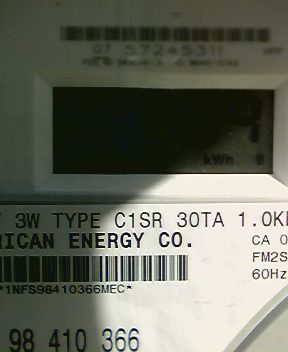 07 57245311
kWh
3W TYPE C1SR 30TA 1.0K
RICAN ENERGY CO.
CA 0
FM2S
60Hz
*1NFS98410366MEC*
98 410 366